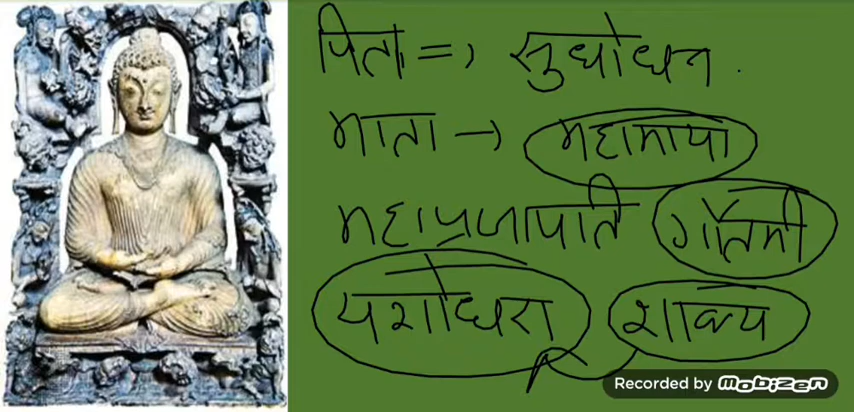 पिता => सुधोधन .
माता → महामाया
महाप्रजापति गौतमी
यशोधरा शाक्य
Recorded by MOBIZEN